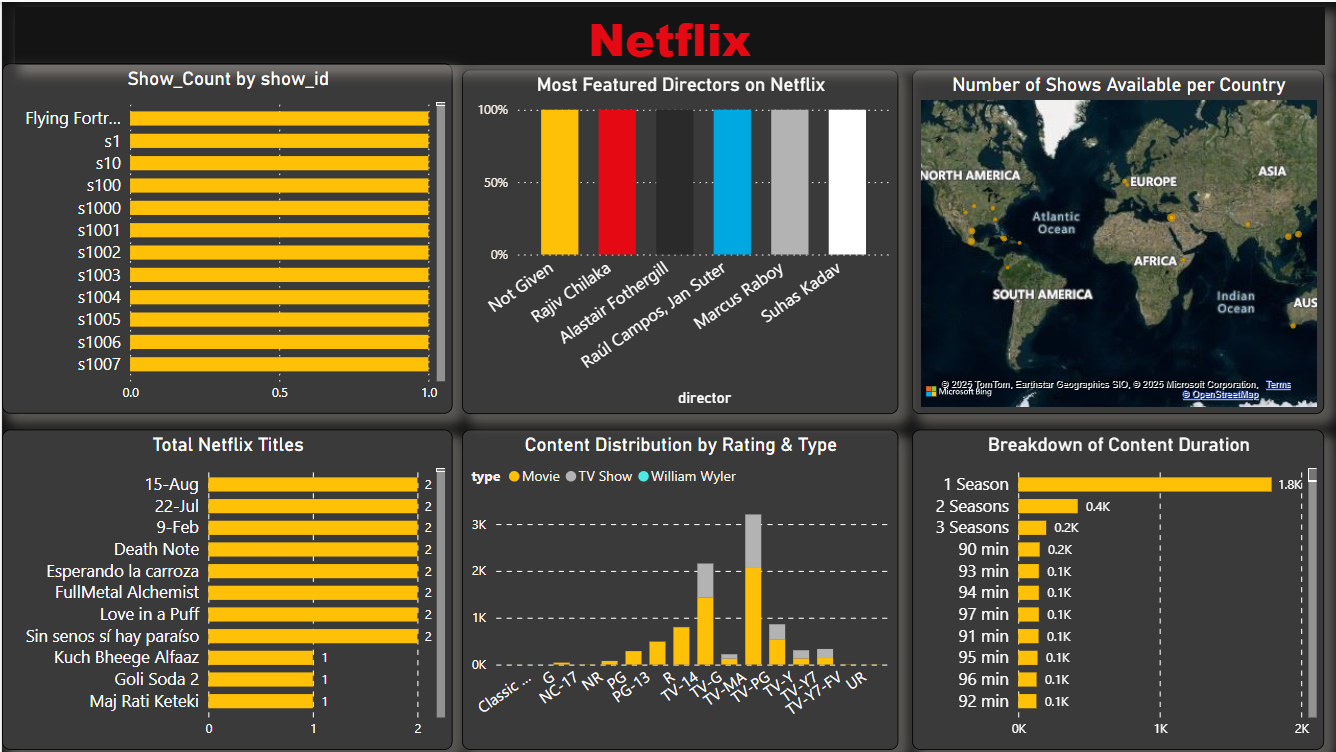 Netflix
Show_Count by show_id
Flying Fortr...
s1
s10
s100
s1000
s1001
s1002
s1003
s1004
s1005
s1006
s1007
0.0 0.5 1.0
Most Featured Directors on Netflix
100%
50%
0%
Not Given
Rajiv Chilaka
Alastair Fothergill
Raúl Campos, Jan Suter
Marcus Raboy
Suhas Kadav
director
Number of Shows Available per Country
NORTH AMERICA
EUROPE
ASIA
Atlantic
Ocean
AFRICA
SOUTH AMERICA
Indian
Ocean
AUS
© 2025 TomTom, Earthstar Geographics SIO, © 2025 Microsoft Corporation, Terms
Microsoft Bing
© OpenStreetMap
Total Netflix Titles
15-Aug 2
22-Jul 2
9-Feb 2
Death Note 2
Esperando la carroza 2
FullMetal Alchemist 2
Love in a Puff 2
Sin senos sí hay paraíso 2
Kuch Bheege Alfaaz 1
Goli Soda 2 1
Maj Rati Keteki 1
0 1 2
Content Distribution by Rating & Type
type Movie TV Show William Wyler
3K
2K
1K
0K
Classic ...
G
NC-17
NR
PG
PG-13
R
TV-14
TV-G
TV-MA
TV-PG
TV-Y
TV-Y7
TV-Y7-FV
UR
Breakdown of Content Duration
1 Season 1.8K
2 Seasons 0.4K
3 Seasons 0.2K
90 min 0.2K
93 min 0.1K
94 min 0.1K
97 min 0.1K
91 min 0.1K
95 min 0.1K
96 min 0.1K
92 min 0.1K
0K 1K 2K